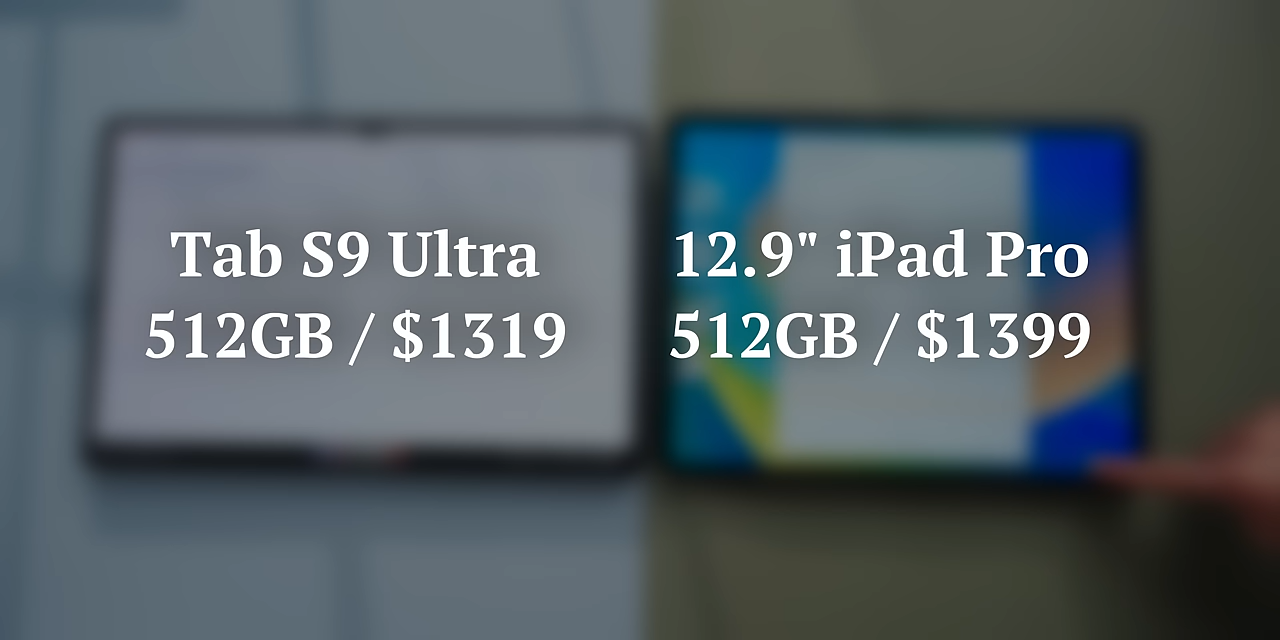 Tab S9 Ultra
512GB / $1319
12.9" iPad Pro
512GB / $1399